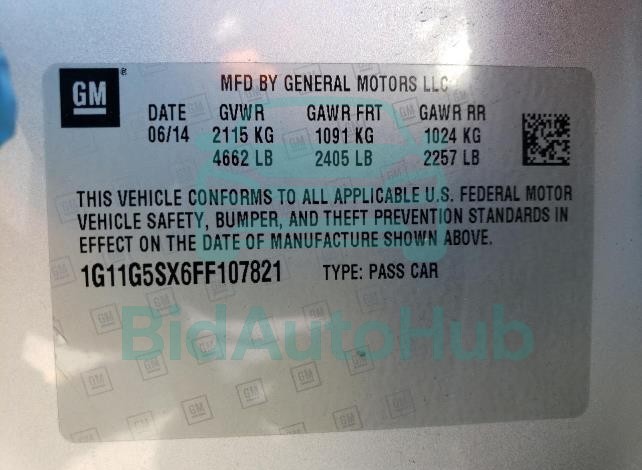 GM ®
MFD BY GENERAL MOTORS LLC
DATE GVWR GAWR FRT GAWR RR
06/14 2115 KG 1091 KG 1024 KG
4662 LB 2405 LB 2257 LB
THIS VEHICLE CONFORMS TO ALL APPLICABLE U.S. FEDERAL MOTOR
VEHICLE SAFETY, BUMPER, AND THEFT PREVENTION STANDARDS IN
EFFECT ON THE DATE OF MANUFACTURE SHOWN ABOVE.
1G11G5SX6FF107821 TYPE: PASS CAR
BidAutoHub